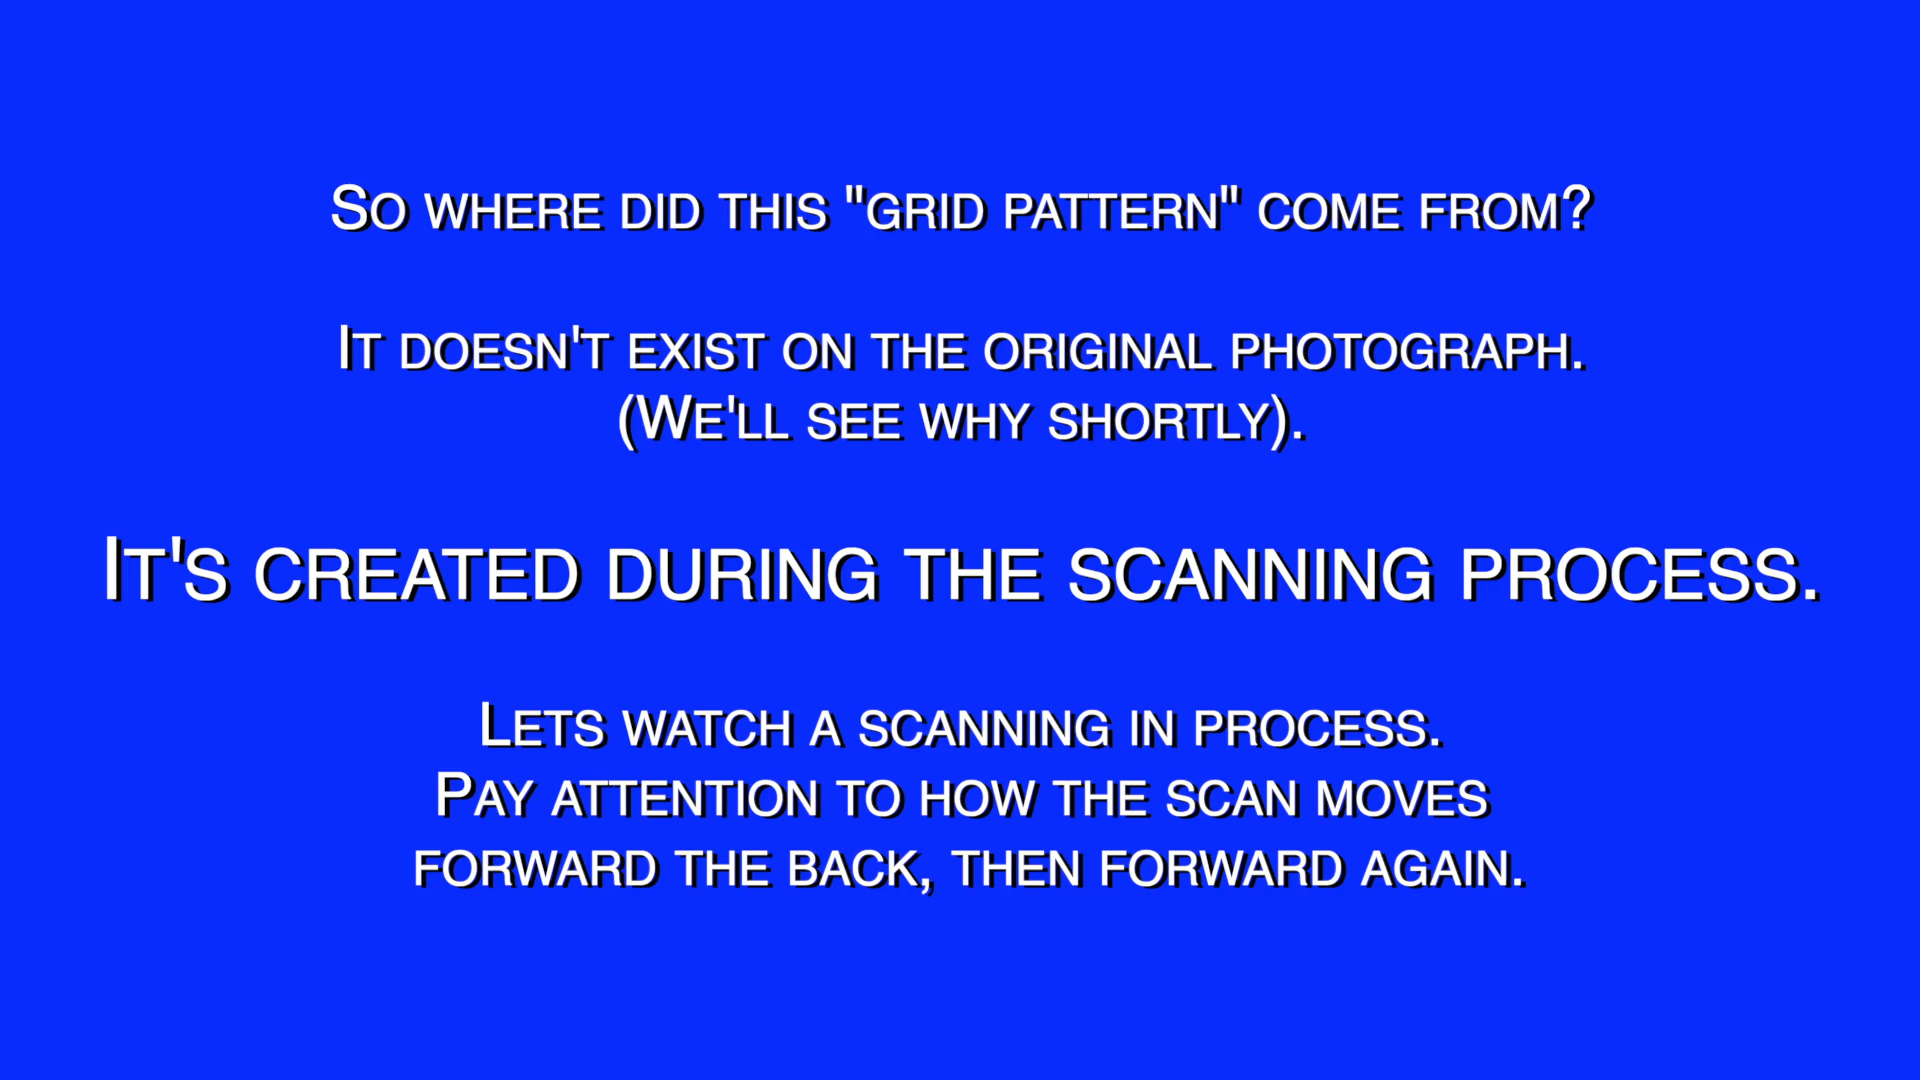 So where did this "grid pattern" come from?
It doesn't exist on the original photograph.
(We'll see why shortly).
It's created during the scanning process.
Lets watch a scanning in process.
Pay attention to how the scan moves
forward the back, then forward again.